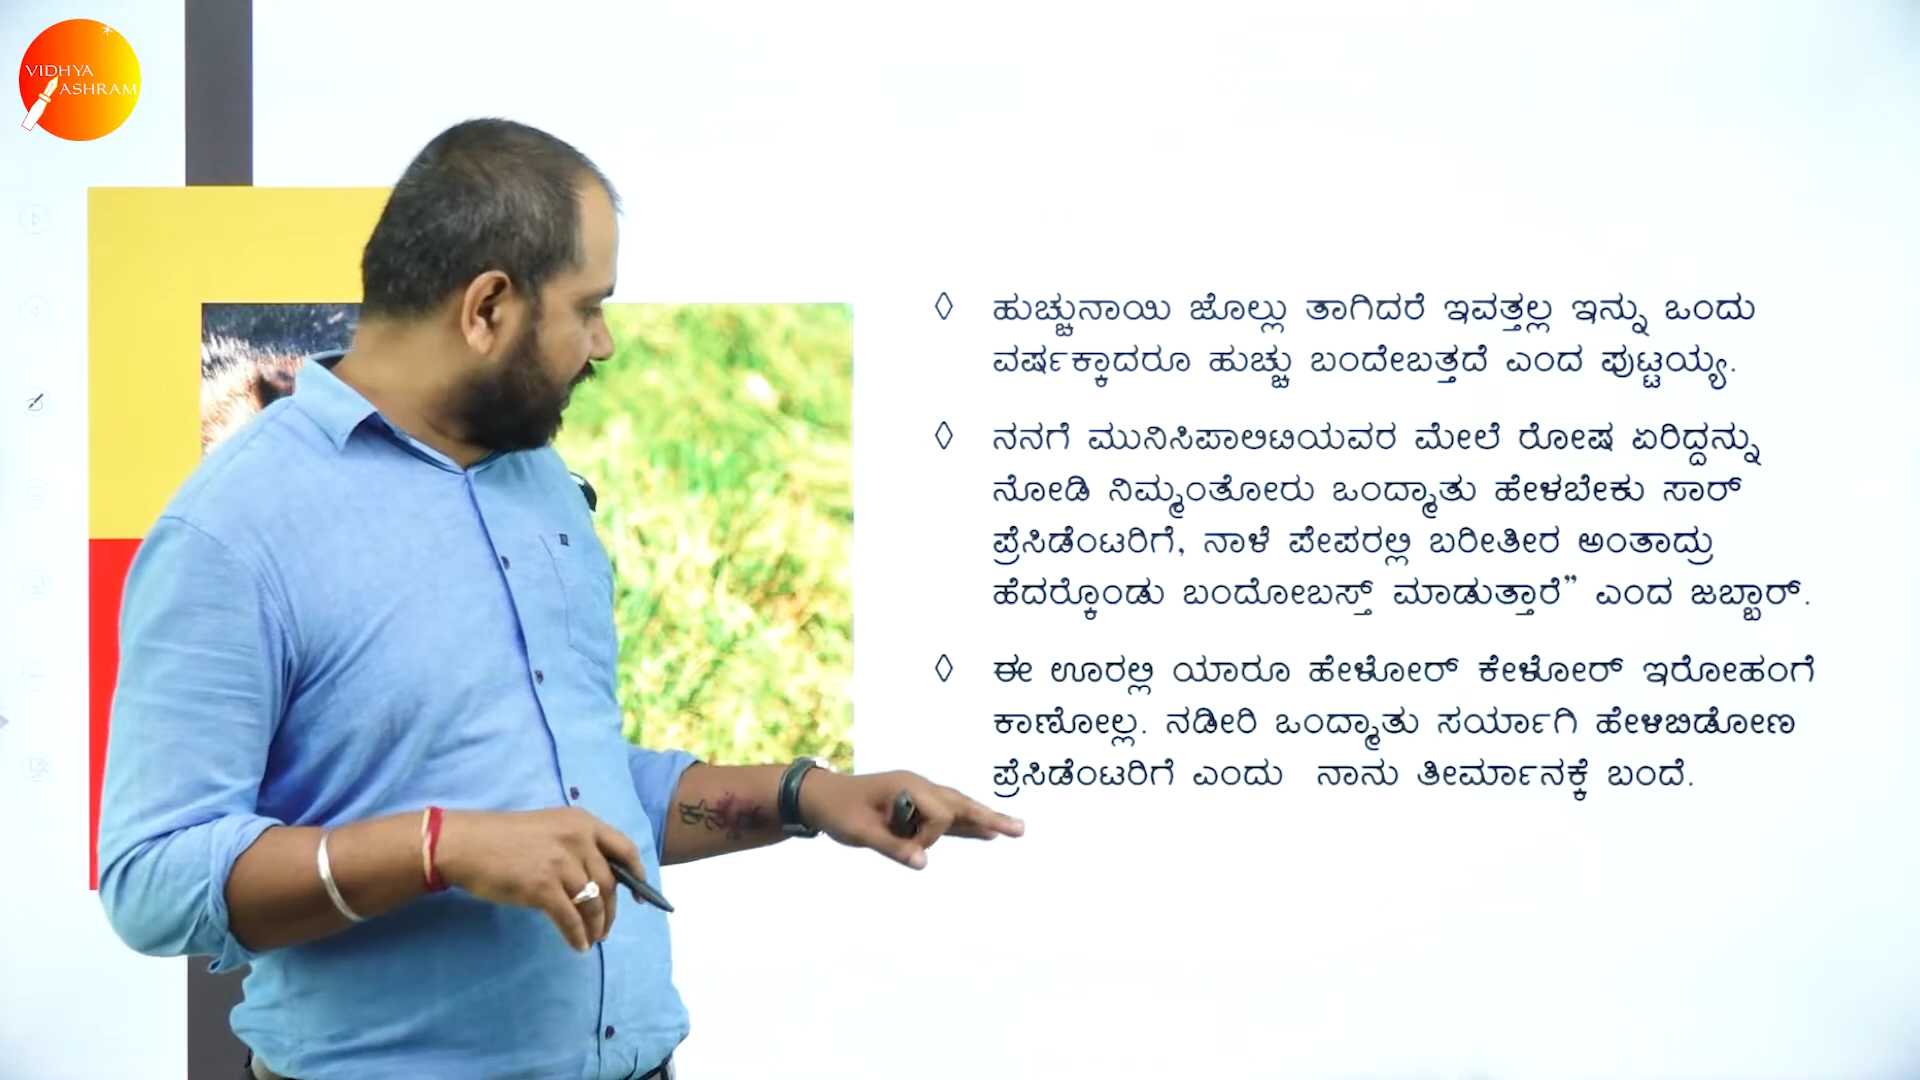 VIDHYA
ASHRAM
ಹುಚ್ಚುನಾಯಿ ಜೊಲ್ಲು ತಾಗಿದರೆ ಇವತ್ತಲ್ಲ ಇನ್ನು ಒಂದು
ವರ್ಷಕ್ಕಾದರೂ ಹುಚ್ಚು ಬಂದೇಬತ್ತದೆ ಎಂದ ಪುಟ್ಟಯ್ಯ.
ನನಗೆ ಮುನಿಸಿಪಾಲಿಟಿಯವರ ಮೇಲೆ ರೋಷ ಏರಿದ್ದನ್ನು
ನೋಡಿ ನಿಮ್ಮಂತೋರು ಒಂದ್ಮಾತು ಹೇಳಬೇಕು ಸಾರ್
ಪ್ರೆಸಿಡೆಂಟರಿಗೆ, ನಾಳೆ ಪೇಪರಲ್ಲಿ ಬರೀತೀರ ಅಂತಾದ್ರು
ಹೆದರ್‍ಕೊಂಡು ಬಂದೋಬಸ್ತ್ ಮಾಡುತ್ತಾರೆ” ಎಂದ ಜಬ್ಬಾರ್.
ಈ ಊರಲ್ಲಿ ಯಾರೂ ಹೇಳೋರ್ ಕೇಳೋರ್ ಇರೋಹಂಗೆ
ಕಾಣೋಲ್ಲ. ನಡೀರಿ ಒಂದ್ಮಾತು ಸರ್ಯಾಗಿ ಹೇಳಿಬಿಡೋಣ
ಪ್ರೆಸಿಡೆಂಟರಿಗೆ ಎಂದು ನಾನು ತೀರ್ಮಾನಕ್ಕೆ ಬಂದೆ.